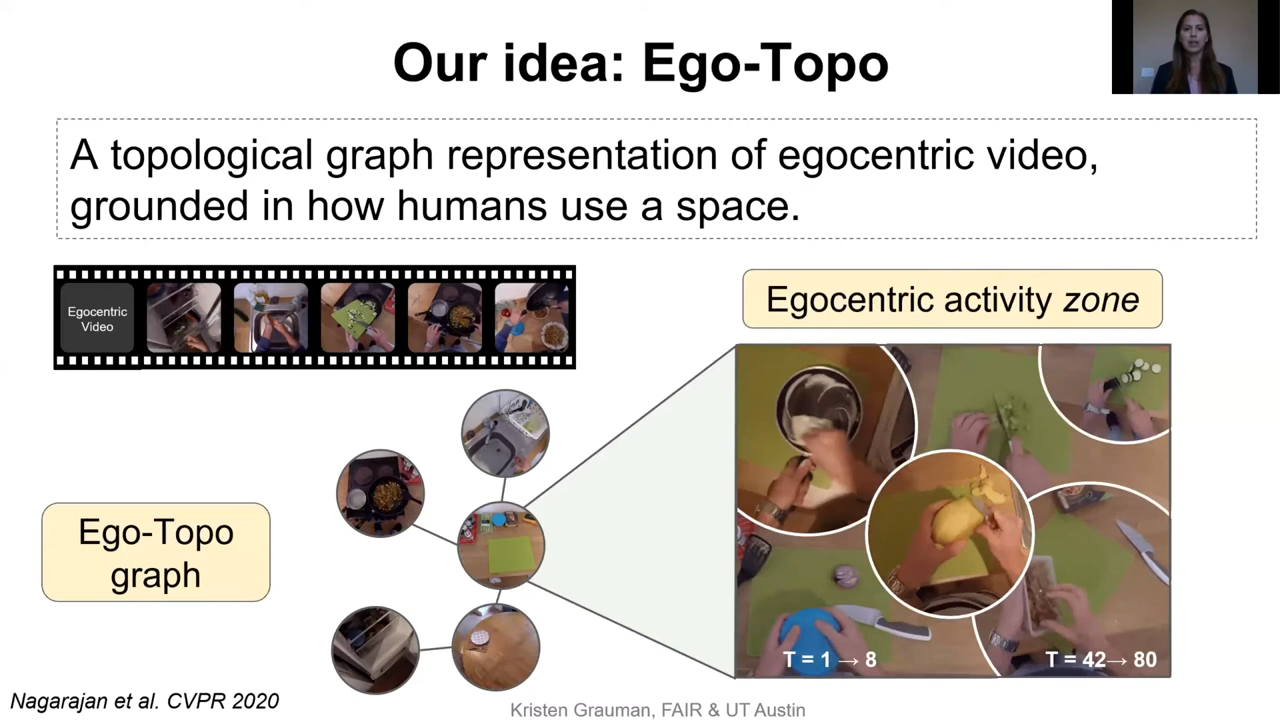 Our idea: Ego-Topo
A topological graph representation of egocentric video,
grounded in how humans use a space.
Egocentric
Video
Egocentric activity zone
Ego-Topo
graph
T = 1 → 8
T = 42→ 80
Nagarajan et al. CVPR 2020
Kristen Grauman, FAIR & UT Austin